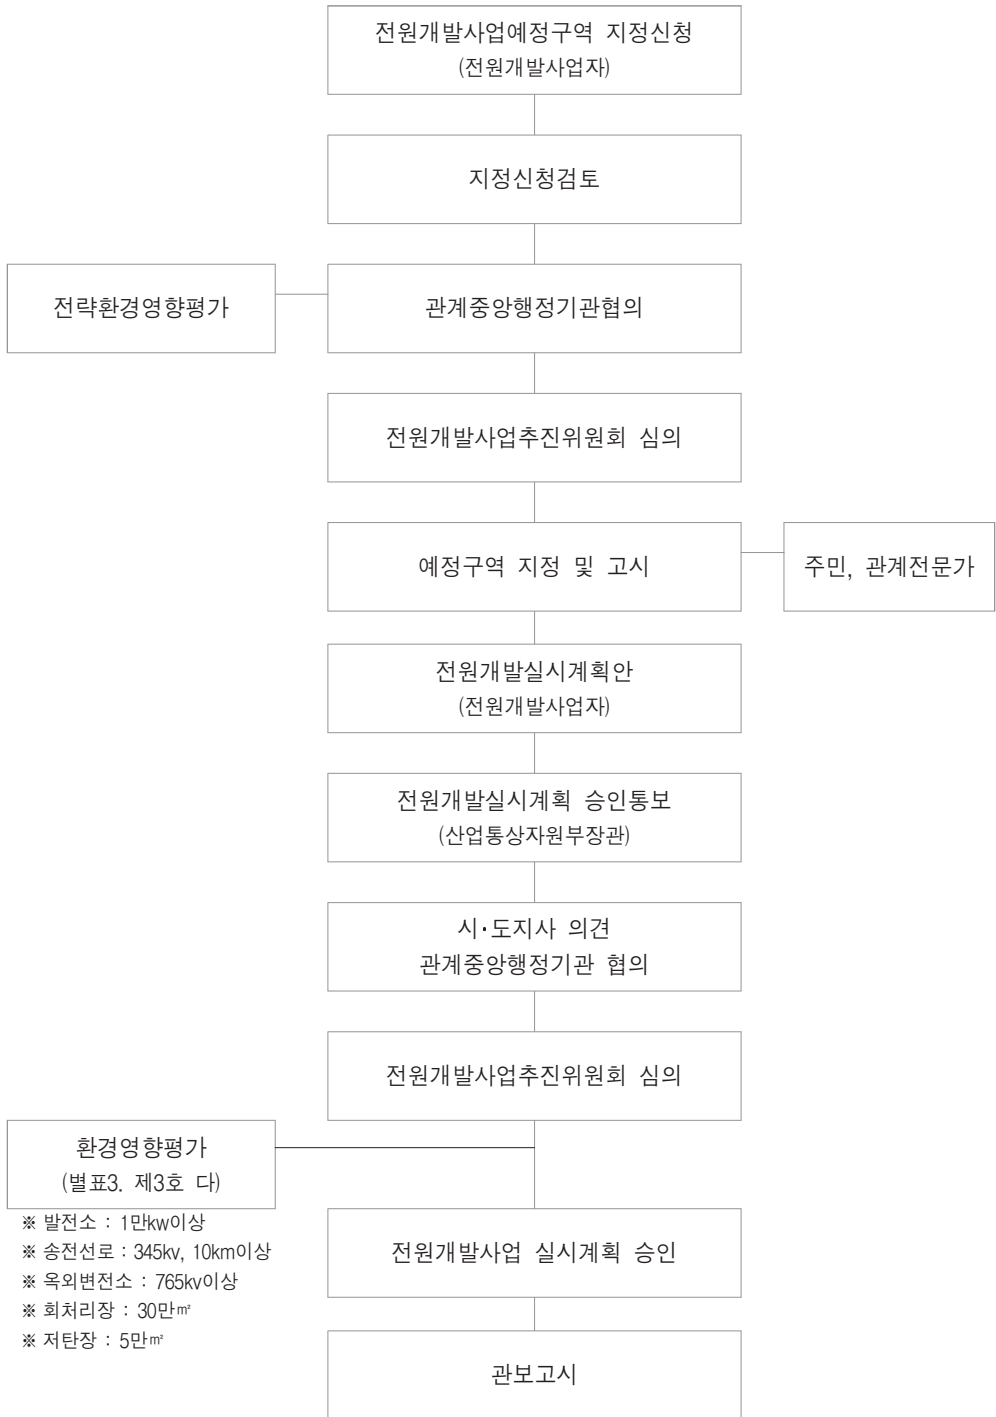 전원개발사업예정구역 지정신청
(전원개발사업자)
지정신청검토
전략환경영향평가
관계중앙행정기관협의
전원개발사업추진위원회 심의
예정구역 지정 및 고시
주민, 관계전문가
전원개발실시계획안
(전원개발사업자)
전원개발실시계획 승인통보
(산업통상자원부장관)
시·도지사 의견
관계중앙행정기관 협의
전원개발사업추진위원회 심의
환경영향평가
(별표3. 제3호 다)
※ 발전소 : 1만kw이상
※ 송전선로 : 345kv, 10km이상
※ 옥외변전소 : 765kv이상
※ 회처리장 : 30만㎡
※ 저탄장 : 5만㎡
전원개발사업 실시계획 승인
관보고시